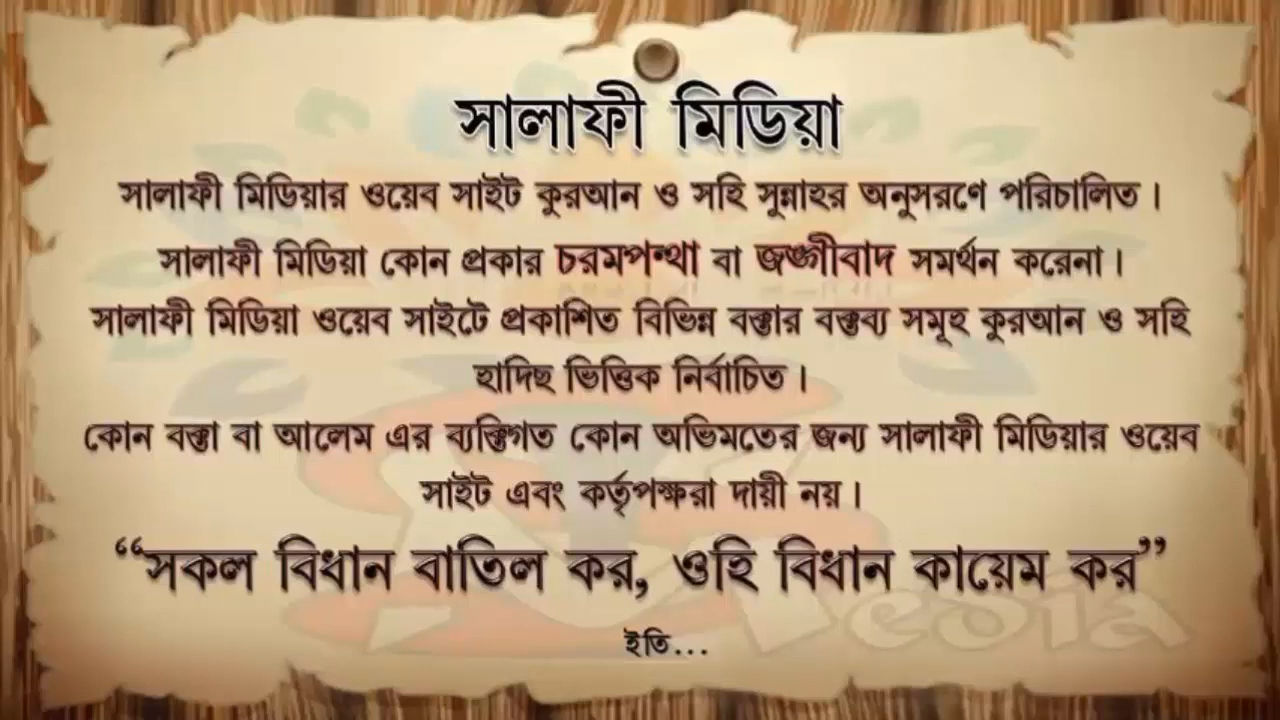 সালাফী মিডিয়া
সালাফী মিডিয়ার ওয়েব সাইট কুরআন ও সহি সুন্নাহর অনুসরণে পরিচালিত।
সালাফী মিডিয়া কোন প্রকার চরমপন্থা বা জঙ্গীবাদ সমর্থন করেনা।
সালাফী মিডিয়া ওয়েব সাইটে প্রকাশিত বিভিন্ন বক্তার বক্তব্য সমূহ কুরআন ও সহি
হাদিছ ভিত্তিক নির্বাচিত।
কোন বক্তা বা আলেম এর ব্যক্তিগত কোন অভিমতের জন্য সালাফী মিডিয়ার ওয়েব
সাইট এবং কর্তৃপক্ষরা দায়ী নয়।
“সকল বিধান বাতিল কর, ওহি বিধান কায়েম কর”
ইতি...